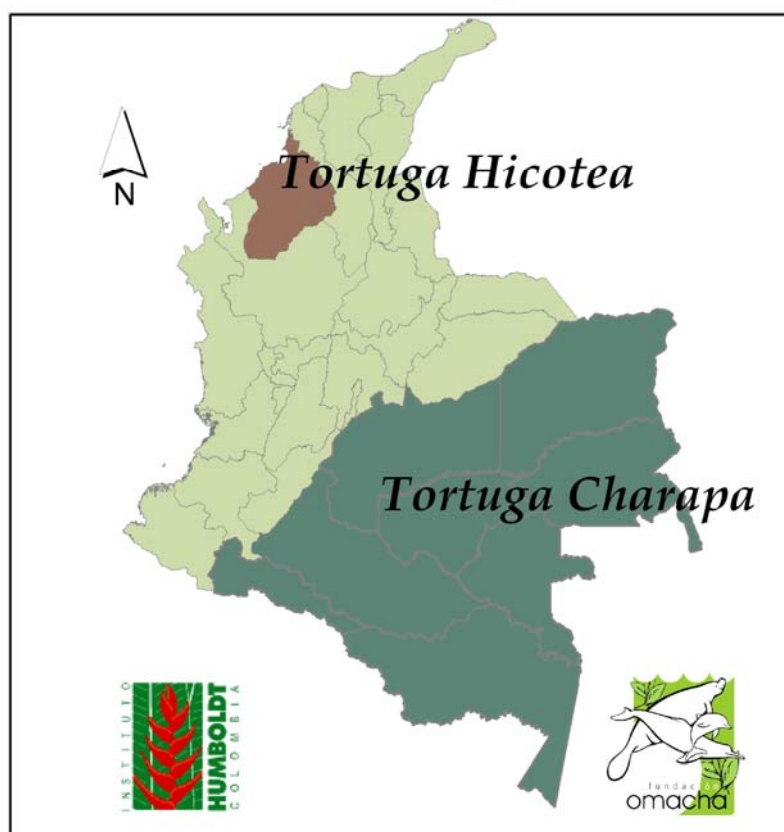 Tortuga Hicotea
N
Tortuga Charapa
INSTITUTO
HUMBOLDT
COLOMBIA
fundación
omacha